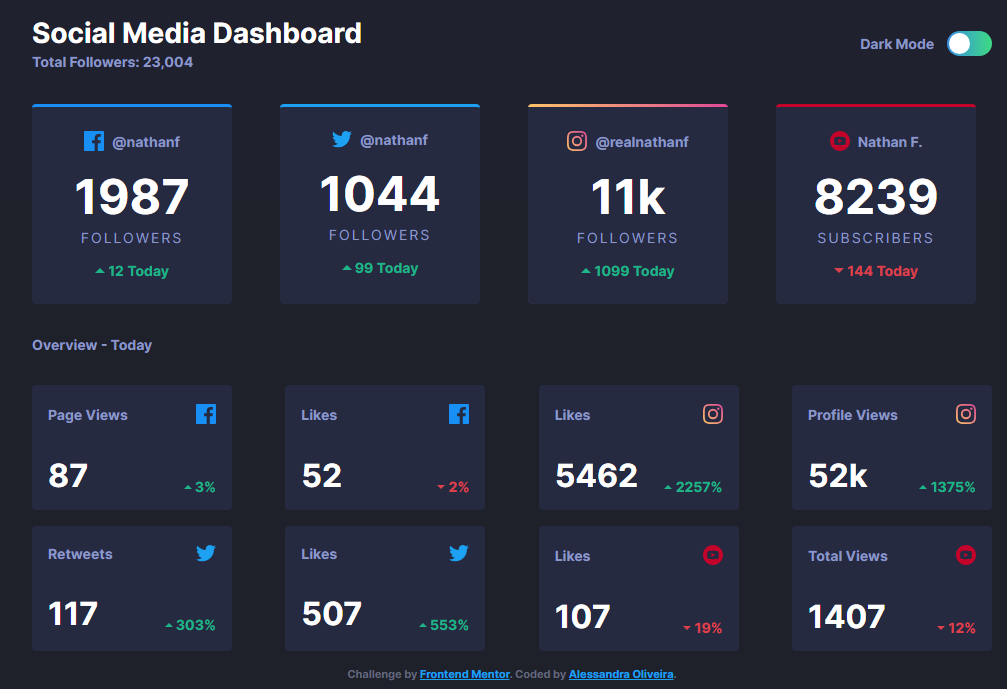 Social Media Dashboard
Total Followers: 23,004
Dark Mode
@nathanf
1987
FOLLOWERS
12 Today
@nathanf
1044
FOLLOWERS
99 Today
@realnathanf
11k
FOLLOWERS
1099 Today
Nathan F.
8239
SUBSCRIBERS
144 Today
Overview - Today
Page Views
87
3%
Likes
52
2%
Likes
5462
2257%
Profile Views
52k
1375%
Retweets
117
303%
Likes
507
553%
Likes
107
19%
Total Views
1407
12%
Challenge by Frontend Mentor. Coded by Alessandra Oliveira.